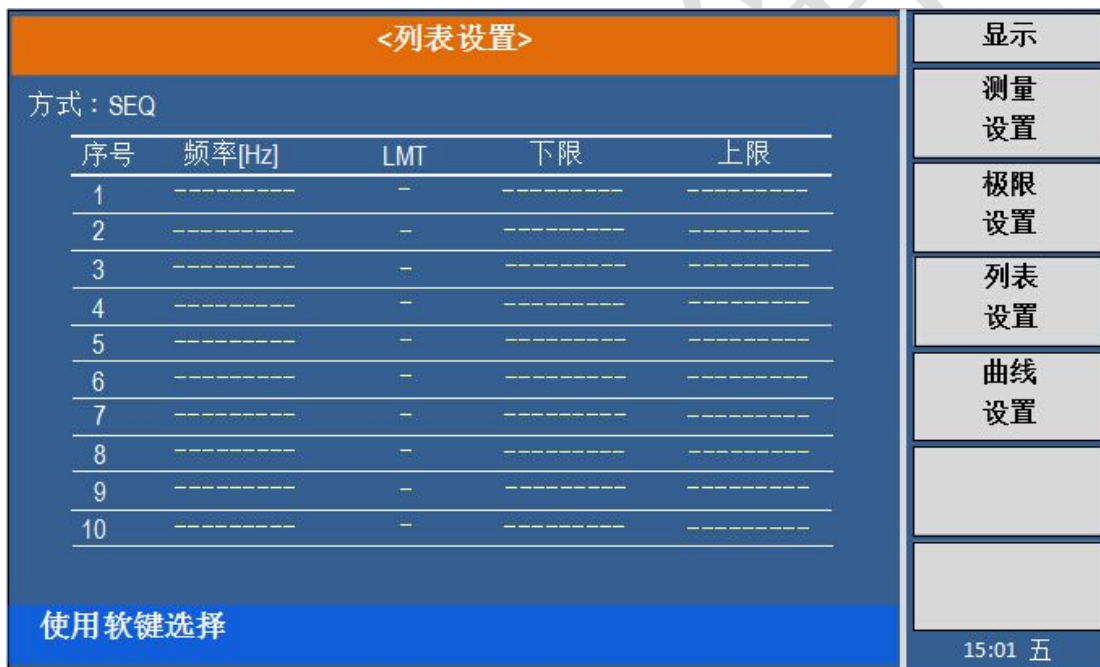 <列表设置>
方式：SEQ
序号 频率[Hz] LMT 下限 上限
1 --------- - --------- ---------
2 --------- - --------- ---------
3 --------- - --------- ---------
4 --------- - --------- ---------
5 --------- - --------- ---------
6 --------- - --------- ---------
7 --------- - --------- ---------
8 --------- - --------- ---------
9 --------- - --------- ---------
10 --------- - --------- ---------
使用软键选择
显示
测量
设置
极限
设置
列表
设置
曲线
设置
15:01 五